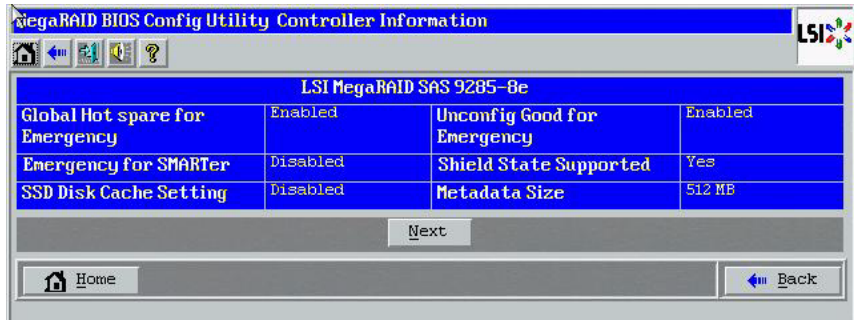 MegaRAID BIOS Config Utility Controller Information
LSI
?
LSI MegaRAID SAS 9285-8e
Global Hot spare for Emergency Enabled Unconfig Good for Emergency Enabled
Emergency for SMARTer Disabled Shield State Supported Yes
SSD Disk Cache Setting Disabled Metadata Size 512 MB
Next
Home Back